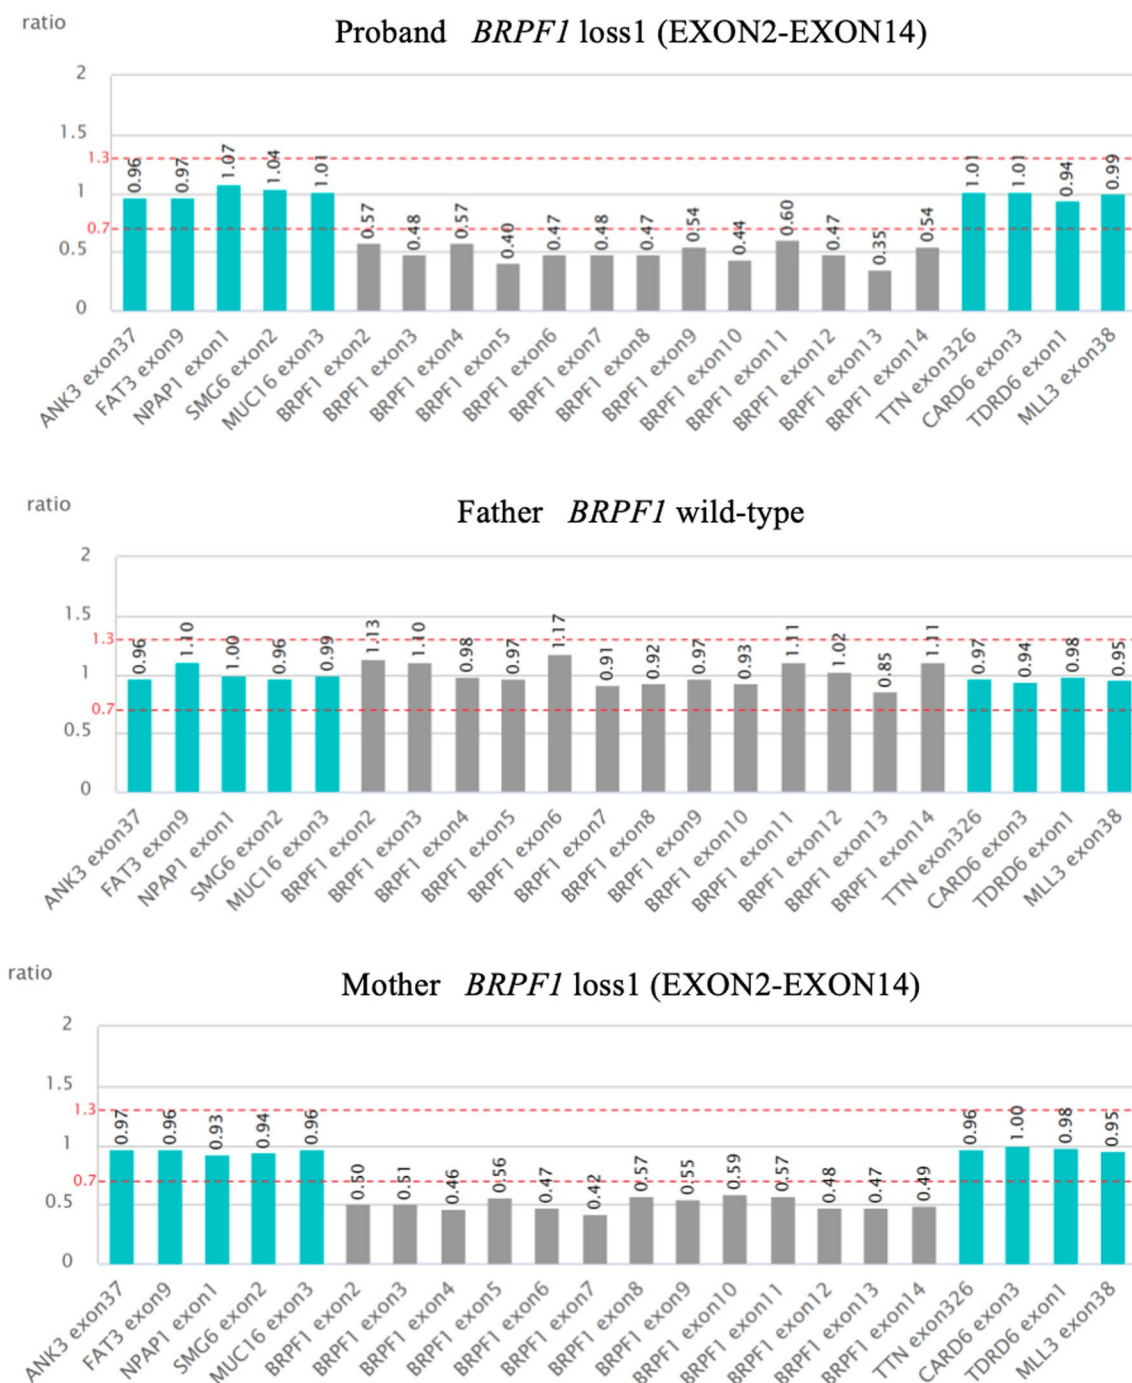 ratio
Proband BRPF1 loss1 (EXON2-EXON14)
2
1.5
1.3
1
0.7
0.5
0
0.96
0.97
1.07
1.04
1.01
0.57
0.48
0.57
0.40
0.47
0.48
0.47
0.54
0.44
0.60
0.47
0.35
0.54
1.01
1.01
0.94
0.99
ANK3 exon37
FAT3 exon9
NPAP1 exon1
SMG6 exon2
MUC16 exon3
BRPF1 exon2
BRPF1 exon3
BRPF1 exon4
BRPF1 exon5
BRPF1 exon6
BRPF1 exon7
BRPF1 exon8
BRPF1 exon9
BRPF1 exon10
BRPF1 exon11
BRPF1 exon12
BRPF1 exon13
BRPF1 exon14
TTN exon326
CARD6 exon3
TDRD6 exon1
MLL3 exon38
ratio
Father BRPF1 wild-type
2
1.5
1.3
1
0.7
0.5
0
0.96
1.10
1.00
0.96
0.99
1.13
1.10
0.98
0.97
1.17
0.91
0.92
0.97
0.93
1.11
1.02
0.85
1.11
0.97
0.94
0.98
0.95
ANK3 exon37
FAT3 exon9
NPAP1 exon1
SMG6 exon2
MUC16 exon3
BRPF1 exon2
BRPF1 exon3
BRPF1 exon4
BRPF1 exon5
BRPF1 exon6
BRPF1 exon7
BRPF1 exon8
BRPF1 exon9
BRPF1 exon10
BRPF1 exon11
BRPF1 exon12
BRPF1 exon13
BRPF1 exon14
TTN exon326
CARD6 exon3
TDRD6 exon1
MLL3 exon38
ratio
Mother BRPF1 loss1 (EXON2-EXON14)
2
1.5
1.3
1
0.7
0.5
0
0.97
0.96
0.93
0.94
0.96
0.50
0.51
0.46
0.56
0.47
0.42
0.57
0.55
0.59
0.57
0.48
0.47
0.49
0.96
1.00
0.98
0.95
ANK3 exon37
FAT3 exon9
NPAP1 exon1
SMG6 exon2
MUC16 exon3
BRPF1 exon2
BRPF1 exon3
BRPF1 exon4
BRPF1 exon5
BRPF1 exon6
BRPF1 exon7
BRPF1 exon8
BRPF1 exon9
BRPF1 exon10
BRPF1 exon11
BRPF1 exon12
BRPF1 exon13
BRPF1 exon14
TTN exon326
CARD6 exon3
TDRD6 exon1
MLL3 exon38